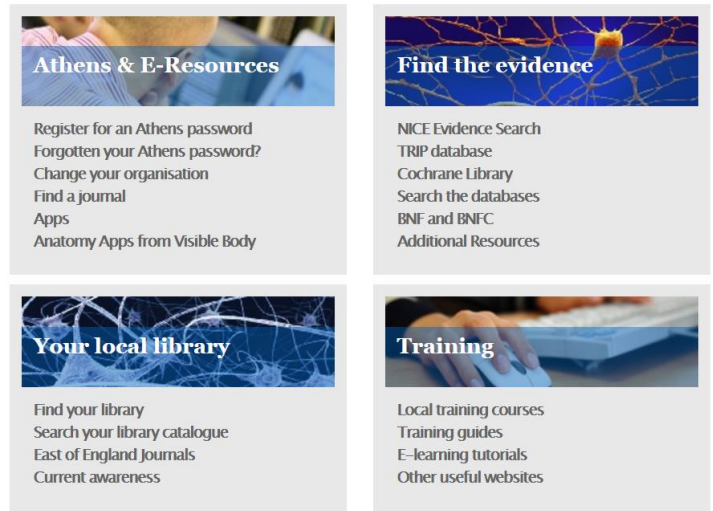 Athens & E-Resources
Register for an Athens password
Forgotten your Athens password?
Change your organisation
Find a journal
Apps
Anatomy Apps from Visible Body
Find the evidence
NICE Evidence Search
TRIP database
Cochrane Library
Search the databases
BNF and BNFC
Additional Resources
Your local library
Find your library
Search your library catalogue
East of England Journals
Current awareness
Training
Local training courses
Training guides
E-learning tutorials
Other useful websites